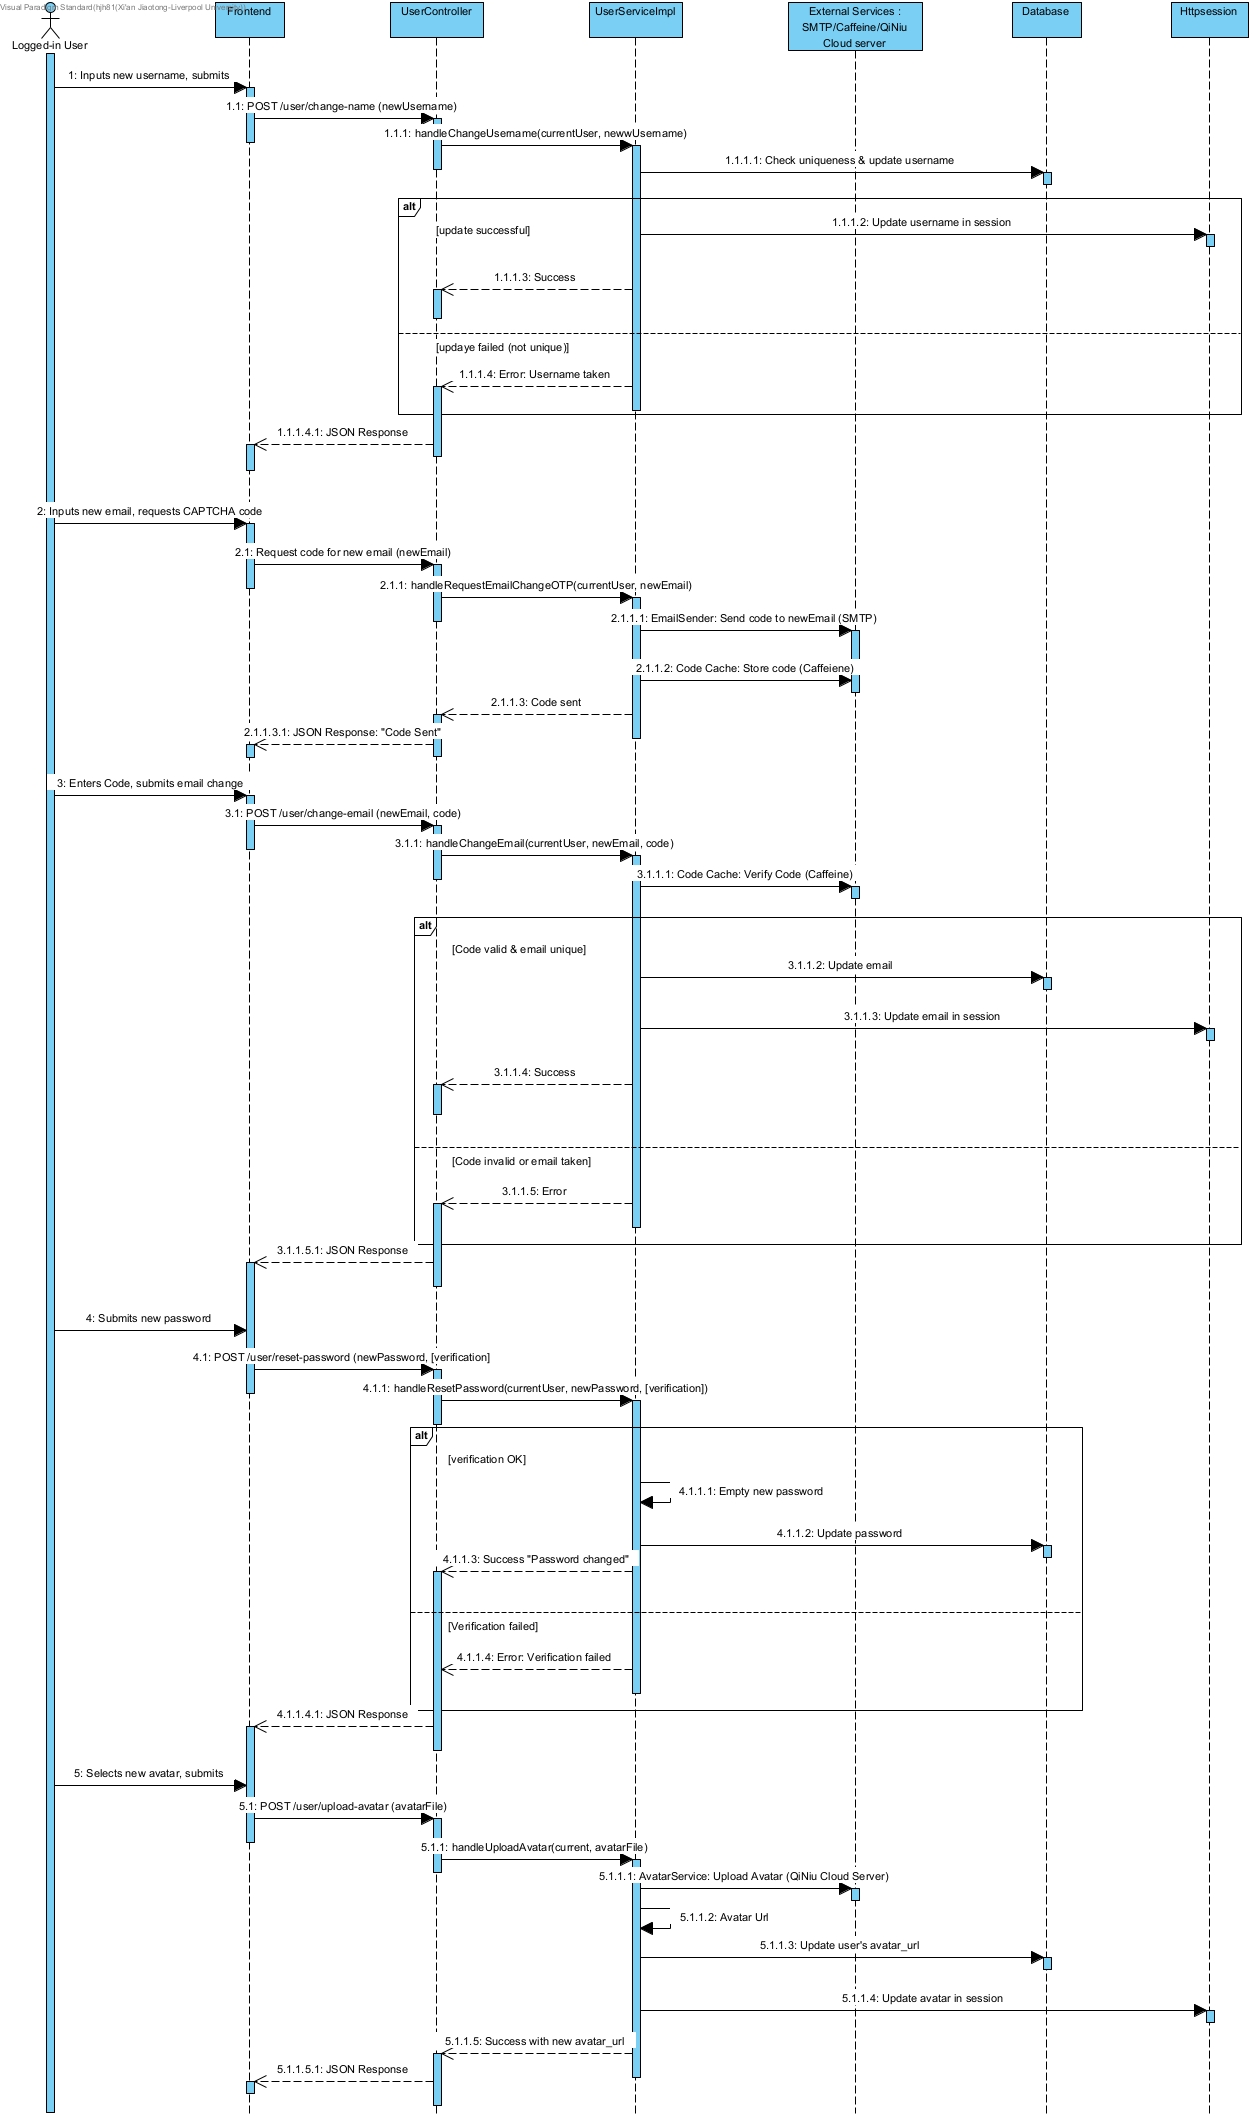 Visual Paradigm Standard(hjh81(Xi'an Jiaotong-Liverpool University))
Logged-in User
Frontend
UserController
UserServiceImpl
External Services :
SMTP/Caffeine/QiNiu
Cloud server
Database
Httpsession
1: Inputs new username, submits
1.1: POST /user/change-name (newUsername)
1.1.1: handleChangeUsername(currentUser, newwUsername)
1.1.1.1: Check uniqueness & update username
alt
[update successful]
1.1.1.2: Update username in session
1.1.1.3: Success
[updaye failed (not unique)]
1.1.1.4: Error: Username taken
1.1.1.4.1: JSON Response
2: Inputs new email, requests CAPTCHA code
2.1: Request code for new email (newEmail)
2.1.1: handleRequestEmailChangeOTP(currentUser, newEmail)
2.1.1.1: EmailSender: Send code to newEmail (SMTP)
2.1.1.2: Code Cache: Store code (Caffeiene)
2.1.1.3: Code sent
2.1.1.3.1: JSON Response: "Code Sent"
3: Enters Code, submits email change
3.1: POST /user/change-email (newEmail, code)
3.1.1: handleChangeEmail(currentUser, newEmail, code)
3.1.1.1: Code Cache: Verify Code (Caffeine)
alt
[Code valid & email unique]
3.1.1.2: Update email
3.1.1.3: Update email in session
3.1.1.4: Success
[Code invalid or email taken]
3.1.1.5: Error
3.1.1.5.1: JSON Response
4: Submits new password
4.1: POST /user/reset-password (newPassword, [verification]
4.1.1: handleResetPassword(currentUser, newPassword, [verification])
alt
[verification OK]
4.1.1.1: Empty new password
4.1.1.2: Update password
4.1.1.3: Success "Password changed"
[Verification failed]
4.1.1.4: Error: Verification failed
4.1.1.4.1: JSON Response
5: Selects new avatar, submits
5.1: POST /user/upload-avatar (avatarFile)
5.1.1: handleUploadAvatar(current, avatarFile)
5.1.1.1: AvatarService: Upload Avatar (QiNiu Cloud Server)
5.1.1.2: Avatar Url
5.1.1.3: Update user's avatar_url
5.1.1.4: Update avatar in session
5.1.1.5: Success with new avatar_url
5.1.1.5.1: JSON Response